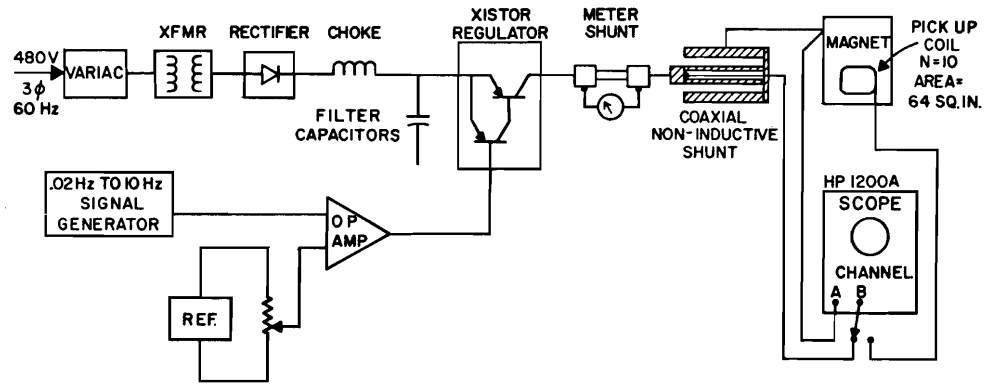 480V
3ϕ
60 Hz
VARIAC
XFMR
RECTIFIER
CHOKE
FILTER
CAPACITORS
XISTOR
REGULATOR
METER
SHUNT
COAXIAL
NON-INDUCTIVE
SHUNT
MAGNET
PICK UP
COIL
N=10
AREA=
64 SQ.IN.
.02Hz TO 10 Hz
SIGNAL
GENERATOR
OP
AMP
REF.
HP 1200A
SCOPE
CHANNEL
A B